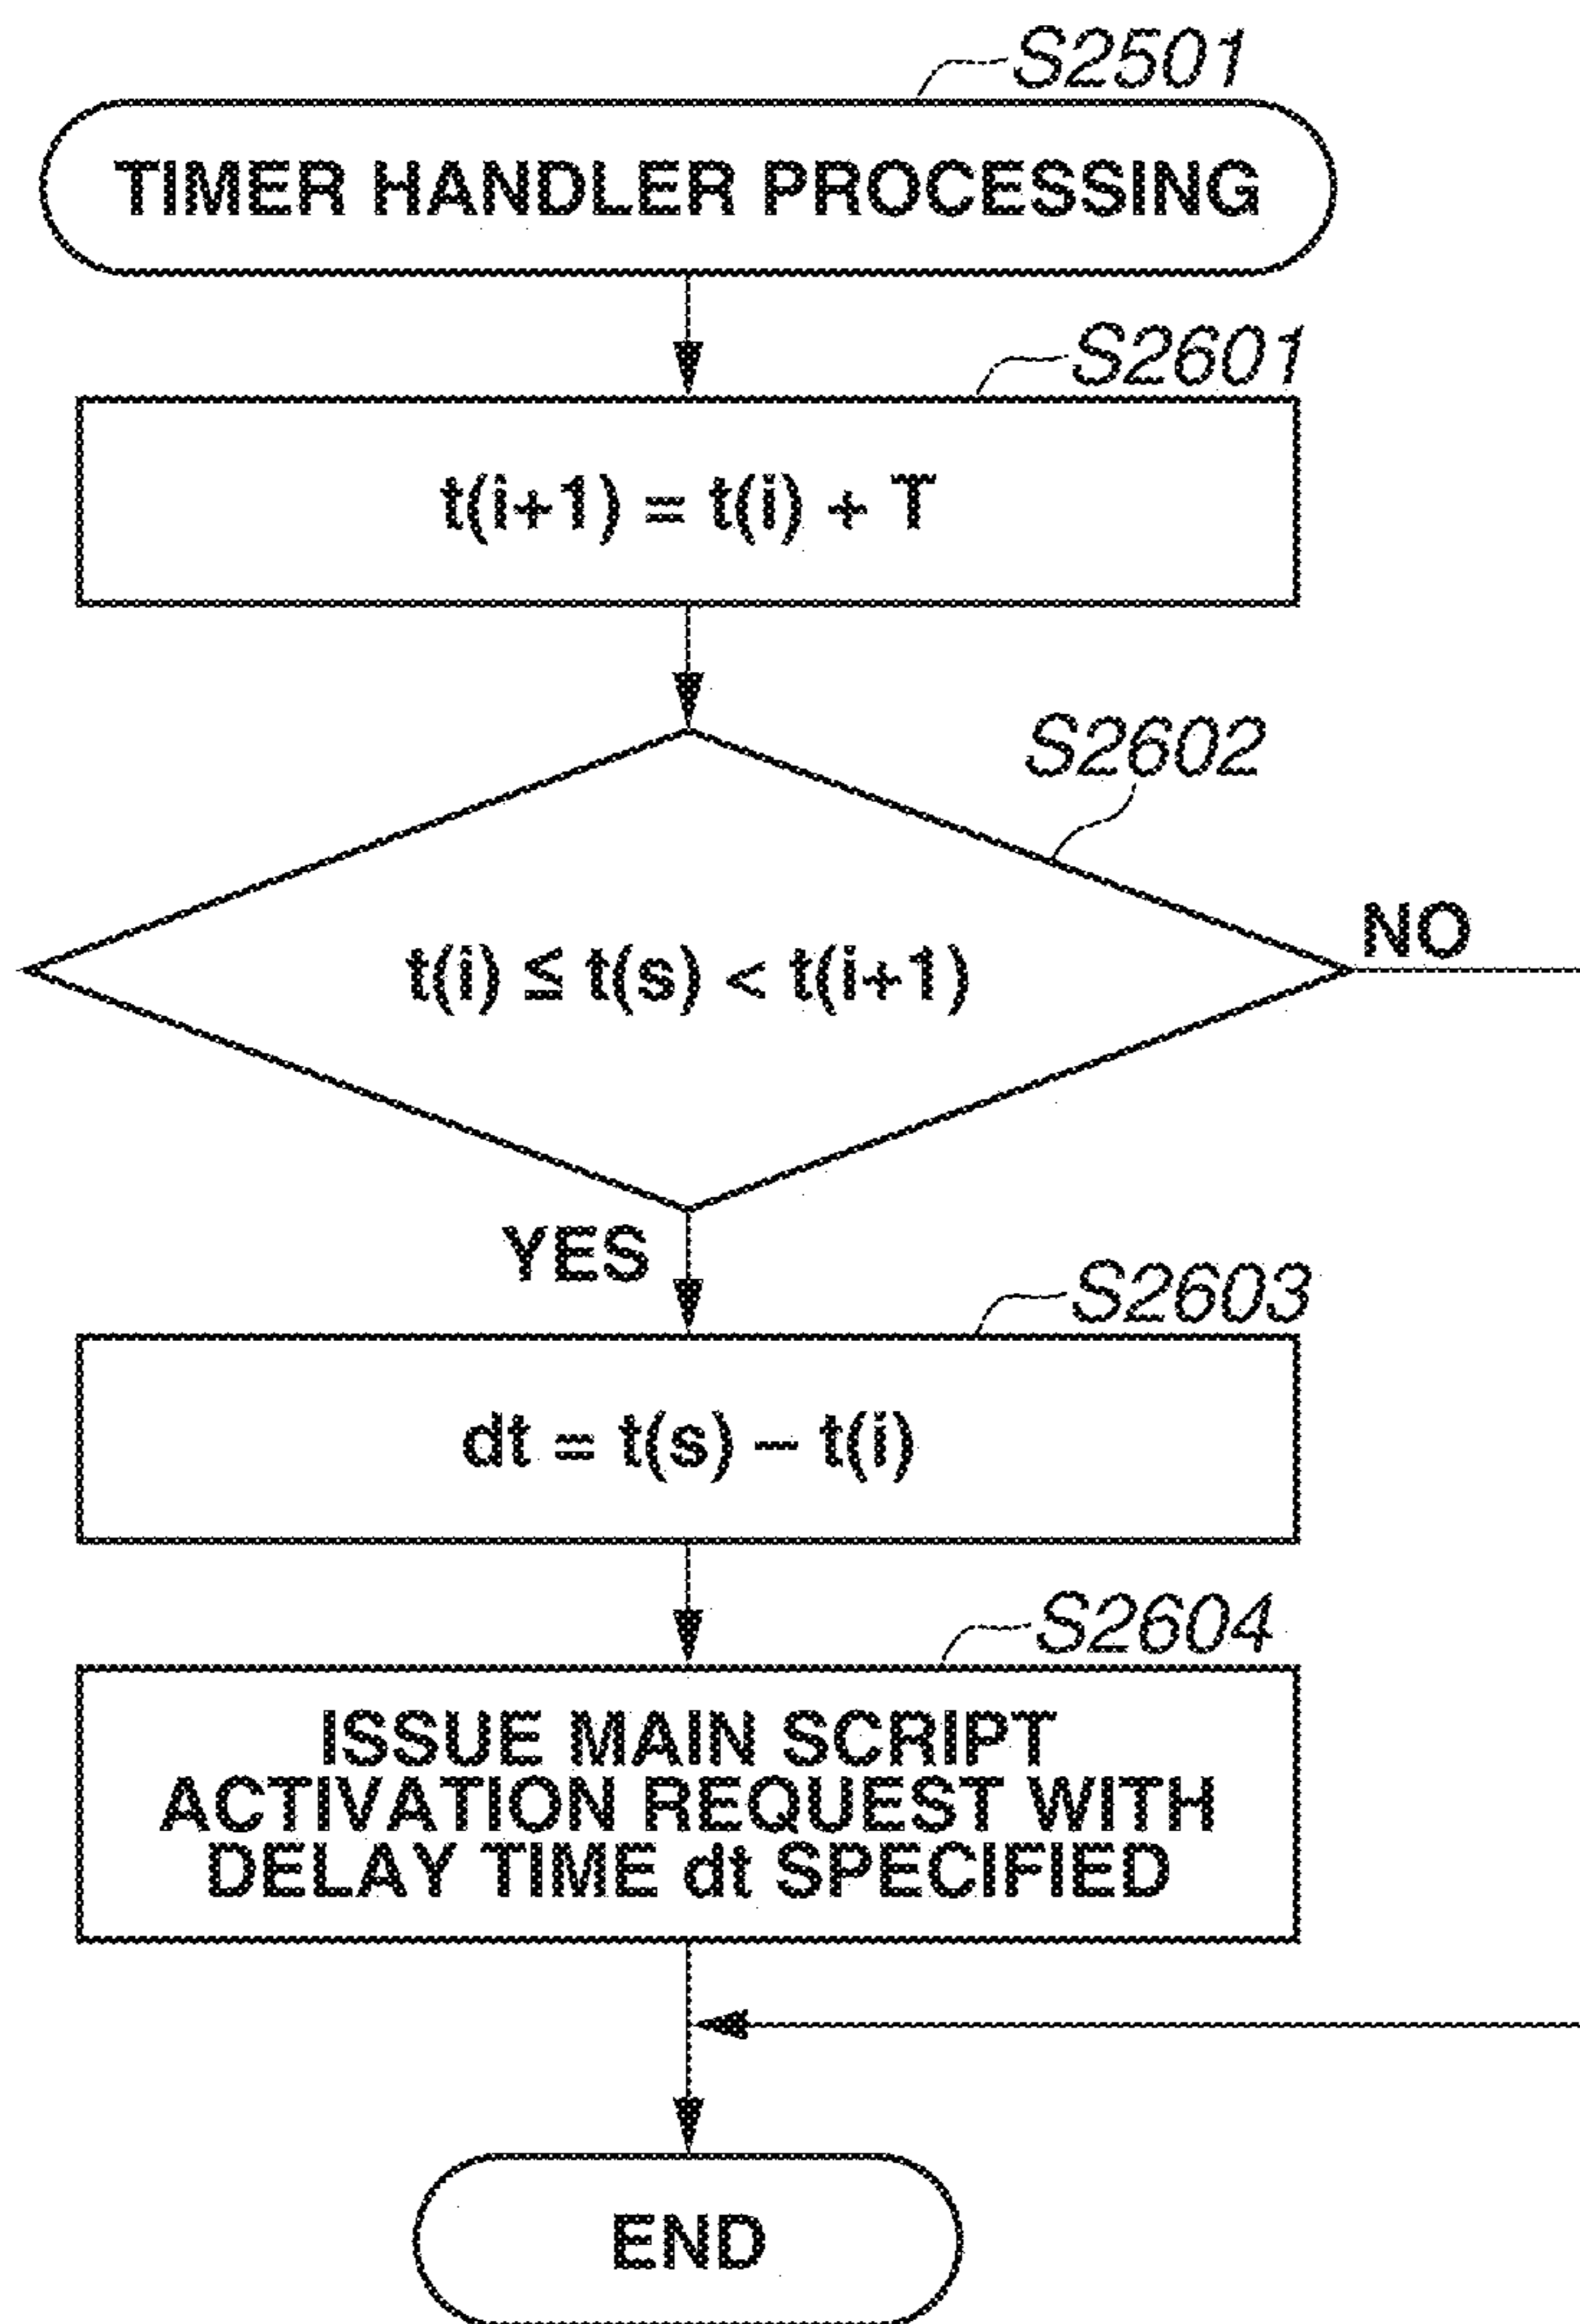 S2501
TIMER HANDLER PROCESSING
S2601
t(i+1) = t(i) + T
S2602
t(i) ≦ t(s) < t(i+1)
NO
YES
S2603
dt = t(s) – t(i)
S2604
ISSUE MAIN SCRIPT
ACTIVATION REQUEST WITH
DELAY TIME dt SPECIFIED
END